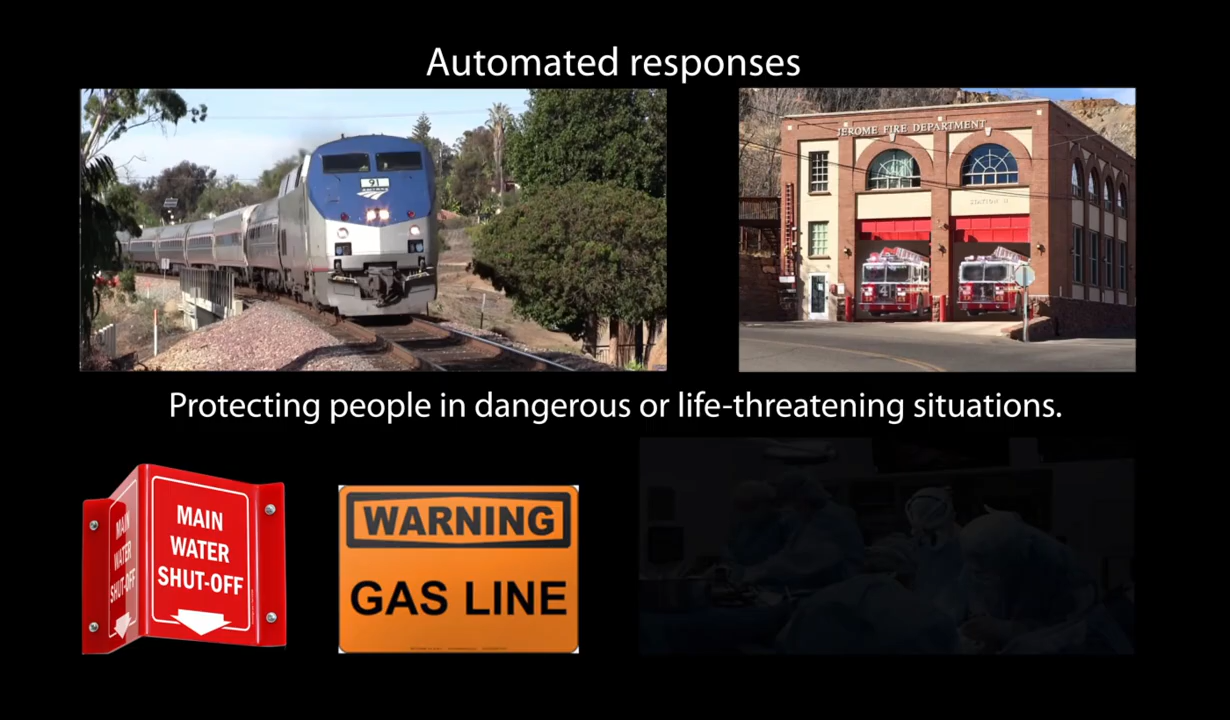 Automated responses
91
JEROME FIRE DEPARTMENT
Protecting people in dangerous or life-threatening situations.
MAIN
WATER
SHUT-OFF
MAIN
WATER
SHUT-OFF
WARNING
GAS LINE